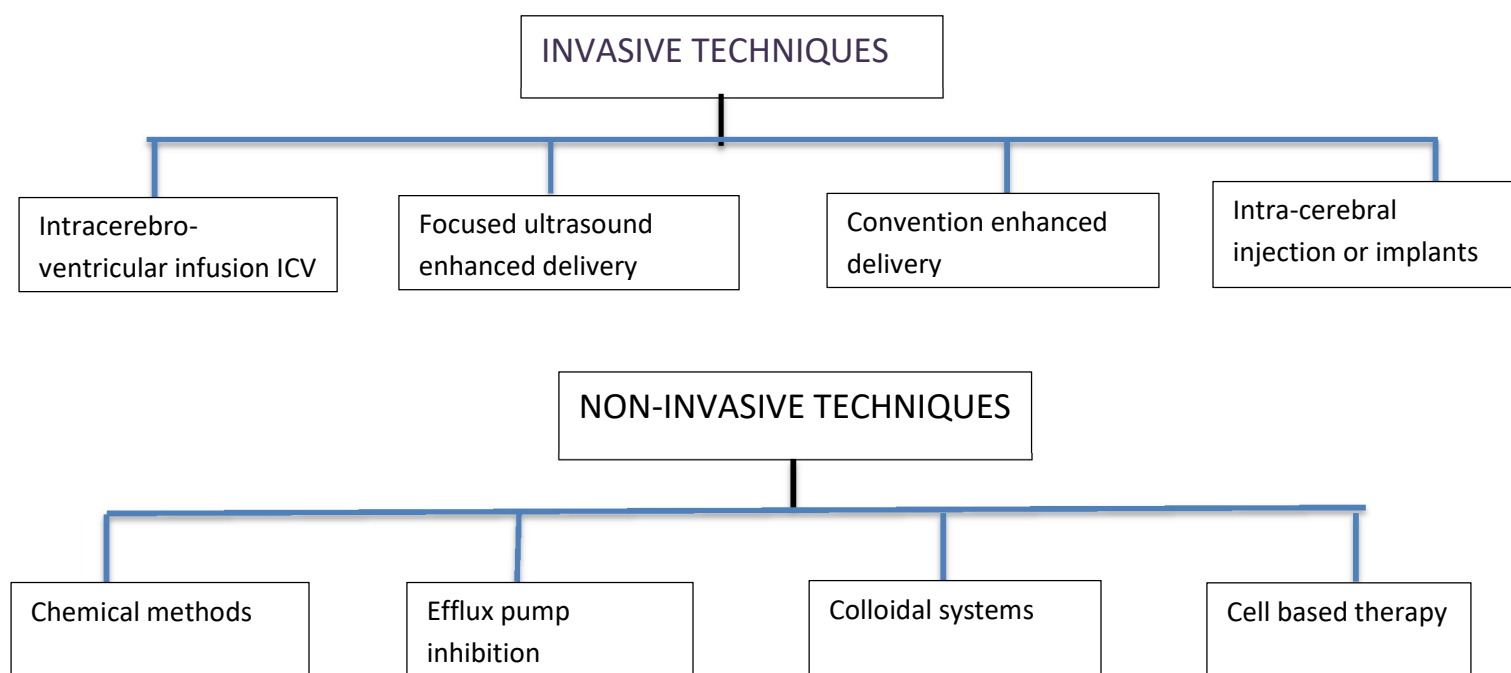 INVASIVE TECHNIQUES
Intracerebro-
ventricular infusion ICV
Focused ultrasound
enhanced delivery
Convention enhanced
delivery
Intra-cerebral
injection or implants
NON-INVASIVE TECHNIQUES
Chemical methods
Efflux pump
inhibition
Colloidal systems
Cell based therapy